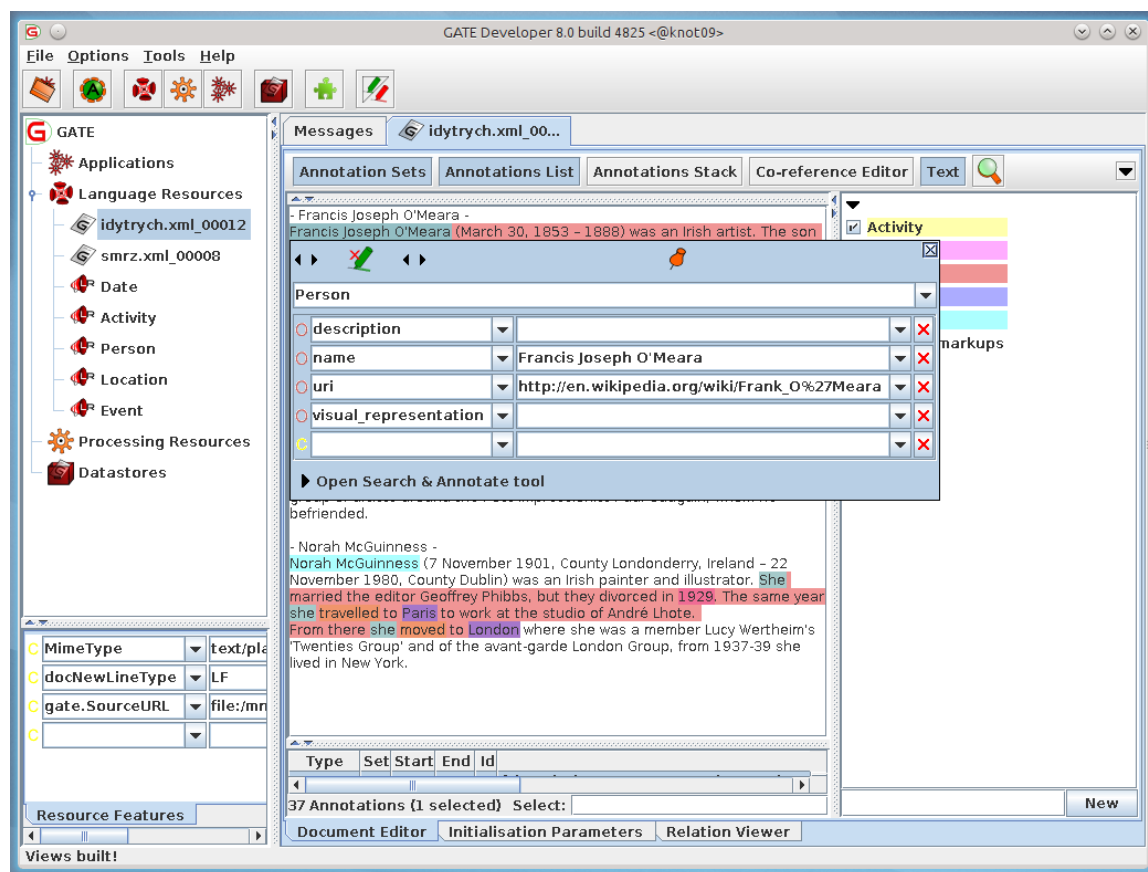 GATE Developer 8.0 build 4825 <@knot09>
File Options Tools Help
GATE
Applications
Language Resources
idytrych.xml_00012
smrz.xml_00008
Date
Activity
Person
Location
Event
Processing Resources
Datastores
MimeType text/pla
docNewLineType LF
gate.SourceURL file:/mn
Resource Features
Views built!
Messages idytrych.xml_00...
Annotation Sets Annotations List Annotations Stack Co-reference Editor Text
- Francis Joseph O'Meara -
Francis Joseph O'Meara (March 30, 1853 – 1888) was an Irish artist. The son
Person
description
name Francis Joseph O'Meara
uri http://en.wikipedia.org/wiki/Frank_O%27Meara
visual_representation
C
Open Search & Annotate tool
befriended.
- Norah McGuinness -
Norah McGuinness (7 November 1901, County Londonderry, Ireland – 22
November 1980, County Dublin) was an Irish painter and illustrator. She
married the editor Geoffrey Phibbs, but they divorced in 1929. The same year
she travelled to Paris to work at the studio of André Lhote.
From there she moved to London where she was a member Lucy Wertheim's
'Twenties Group' and of the avant-garde London Group, from 1937-39 she
lived in New York.
Type Set Start End Id
37 Annotations (1 selected) Select:
Document Editor Initialisation Parameters Relation Viewer
Activity
markups
New